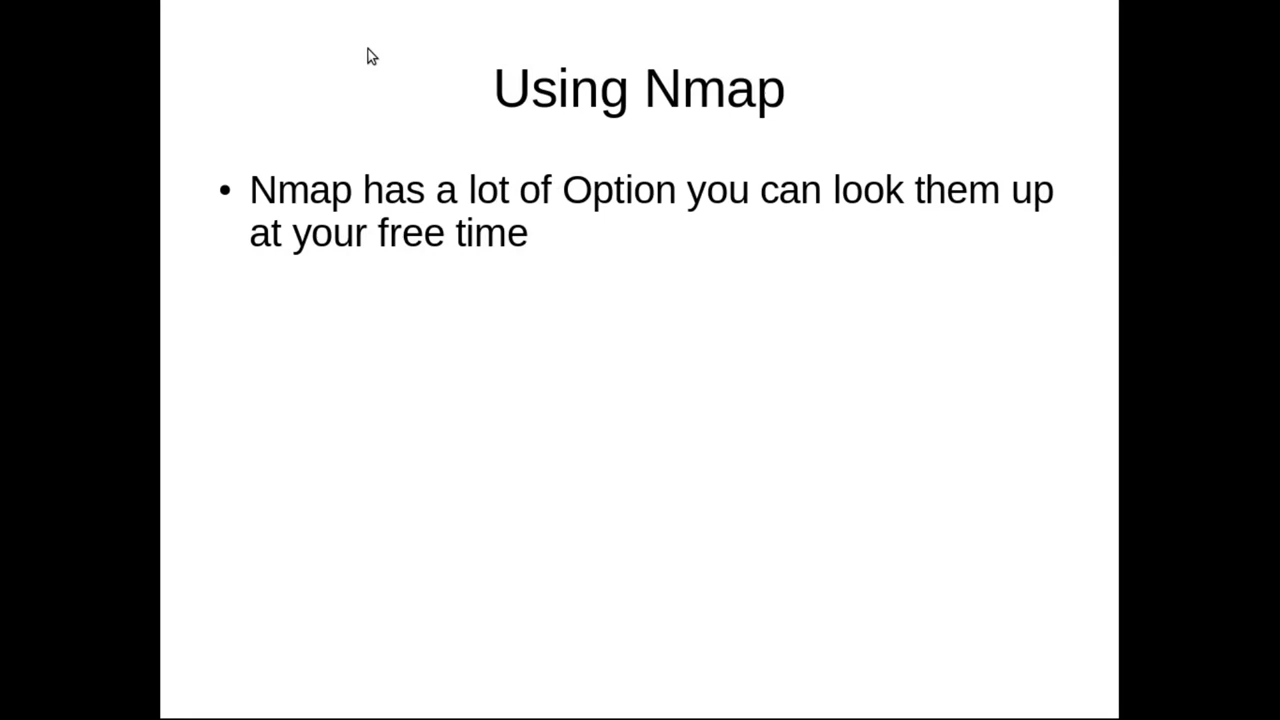 Using Nmap
• Nmap has a lot of Option you can look them up
at your free time